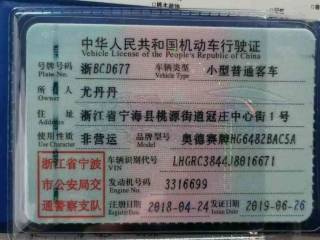 中华人民共和国机动车行驶证
Vehicle License of the People's Republic of China
号牌号码 浙BCD677 车辆类型 小型普通客车
Plate No. Vehicle Type
所有人 尤丹丹
Owner
住址 浙江省宁海县桃源街道冠庄中心街1号
Address
使用性质 非营运 品牌型号 奥德赛牌HG6482BAC5A
Use Character Model
浙江省宁波市公安局交通警察支队
车辆识别代号 LHGRC3844J8016671
VIN
发动机号码 3316699
Engine No.
注册日期 2018-04-24 发证日期 2019-06-26
Register Date Issue Date